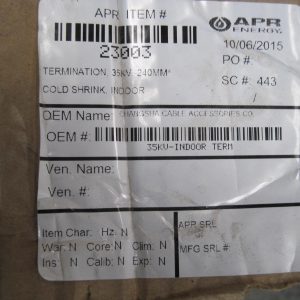 APR ITEM #
APR
ENERGY
23003
10/06/2015
PO #:
TERMINATION, 35KV-240MM²
SC #: 443
COLD SHRINK, INDOOR
/
OEM Name: CHANGSHA CABLE ACCESSORIES CO.
OEM #:
35KV-INDOOR TERM
Ven. Name:
Ven. #:
Item Char: Hz: N
APR SRL
War: N Core: N Clim: N
MFG SRL #:
Ins: N Calib: N Exp: N